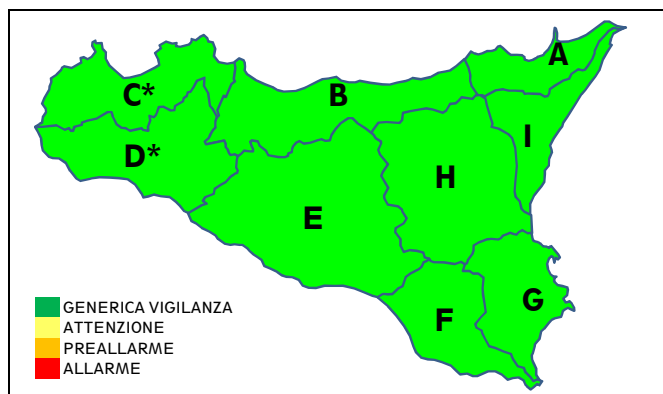 A
B
C*
I
D*
H
E
G
F
GENERICA VIGILANZA
ATTENZIONE
PREALLARME
ALLARME